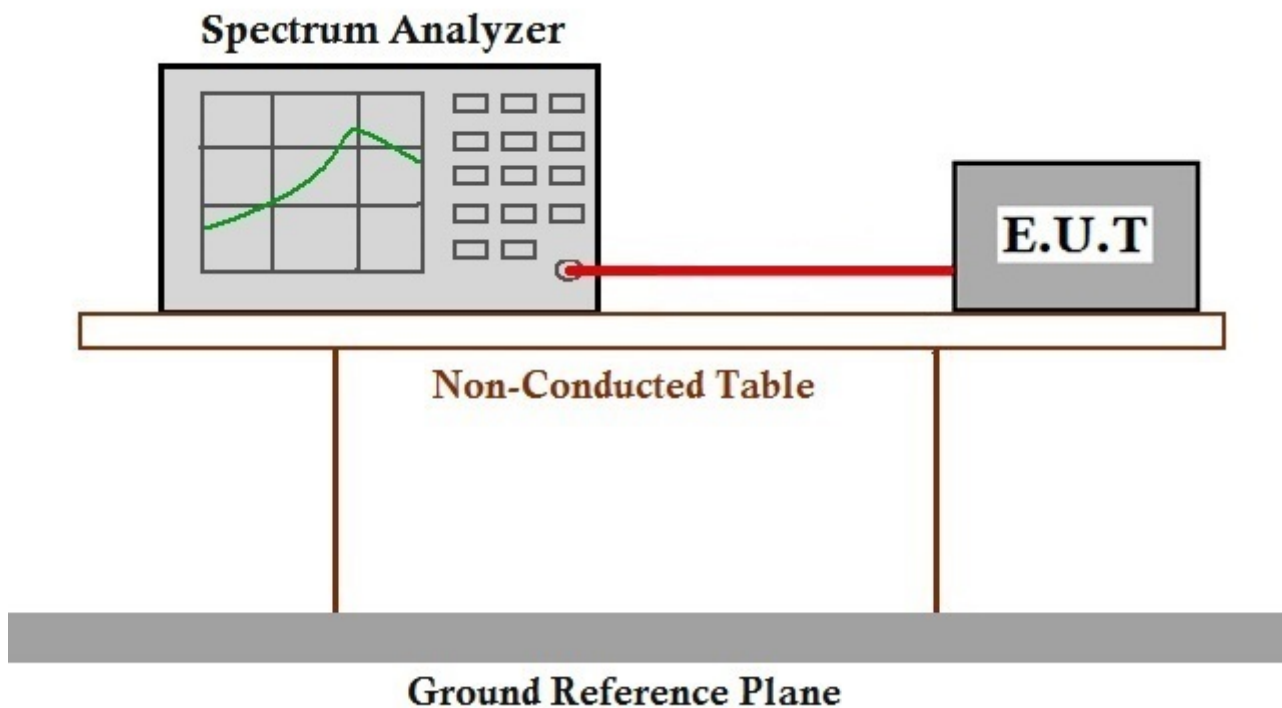 Spectrum Analyzer
E.U.T
Non-Conducted Table
Ground Reference Plane